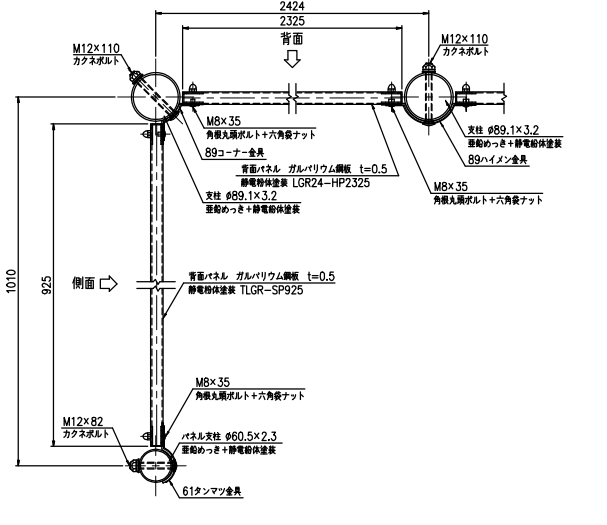 2424
2325
背面
M12×110
カクネボルト
M12×110
カクネボルト
M8×35
角根丸頭ボルト+六角袋ナット
89コーナー金具
支柱 φ89.1×3.2
亜鉛めっき+静電粉体塗装
89ハイメン金具
背面パネル ガルバリウム鋼板 t=0.5
静電粉体塗装 LGR24-HP2325
M8×35
角根丸頭ボルト+六角袋ナット
支柱 φ89.1×3.2
亜鉛めっき+静電粉体塗装
1010
925
側面
背面パネル ガルバリウム鋼板 t=0.5
静電粉体塗装 TLGR-SP925
M8×35
角根丸頭ボルト+六角袋ナット
M12×82
カクネボルト
パネル支柱 φ60.5×2.3
亜鉛めっき+静電粉体塗装
61タンマツ金具